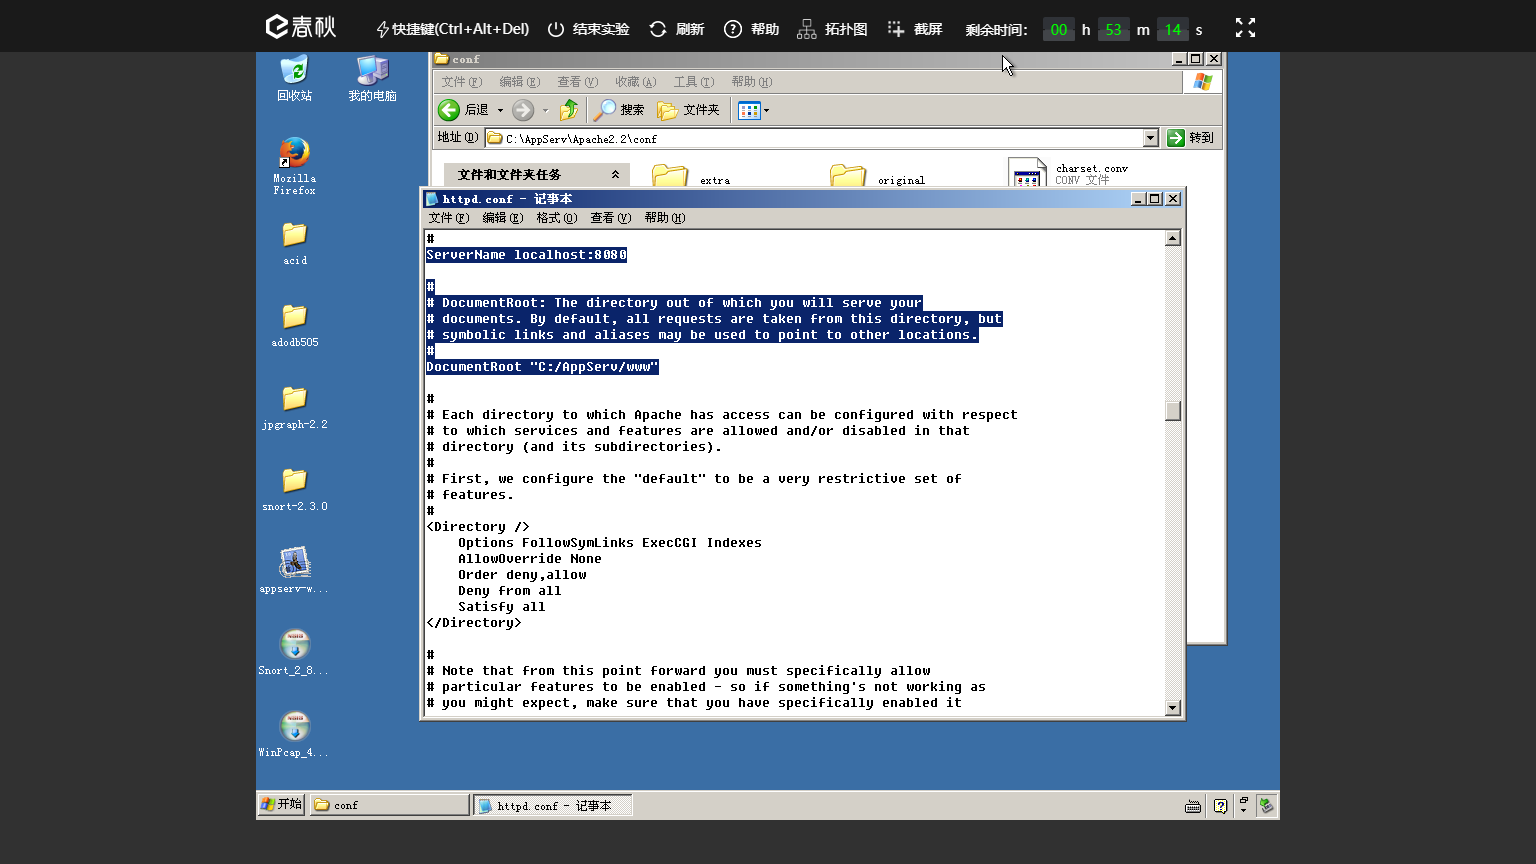 春秋 快捷键(Ctrl+Alt+Del) 结束实验 刷新 帮助 拓扑图 截屏 剩余时间: 00 h 53 m 14 s
回收站
我的电脑
Mozilla
Firefox
acid
adodb505
jpgraph-2.2
snort-2.3.0
appserv-w...
Snort_2_8...
WinPcap_4...
conf
文件(F) 编辑(E) 查看(V) 收藏(A) 工具(T) 帮助(H)
后退 搜索 文件夹
地址(D) C:\AppServ\Apache2.2\conf 转到
文件和文件夹任务
extra
original
charset.conv
CONV 文件
httpd.conf - 记事本
文件(F) 编辑(E) 格式(O) 查看(V) 帮助(H)
#
ServerName localhost:8080
#
# DocumentRoot: The directory out of which you will serve your
# documents. By default, all requests are taken from this directory, but
# symbolic links and aliases may be used to point to other locations.
#
DocumentRoot "C:/AppServ/www"
#
# Each directory to which Apache has access can be configured with respect
# to which services and features are allowed and/or disabled in that
# directory (and its subdirectories).
#
# First, we configure the "default" to be a very restrictive set of
# features.
#
<Directory />
    Options FollowSymLinks ExecCGI Indexes
    AllowOverride None
    Order deny,allow
    Deny from all
    Satisfy all
</Directory>
#
# Note that from this point forward you must specifically allow
# particular features to be enabled - so if something's not working as
# you might expect, make sure that you have specifically enabled it
开始 conf httpd.conf - 记事本